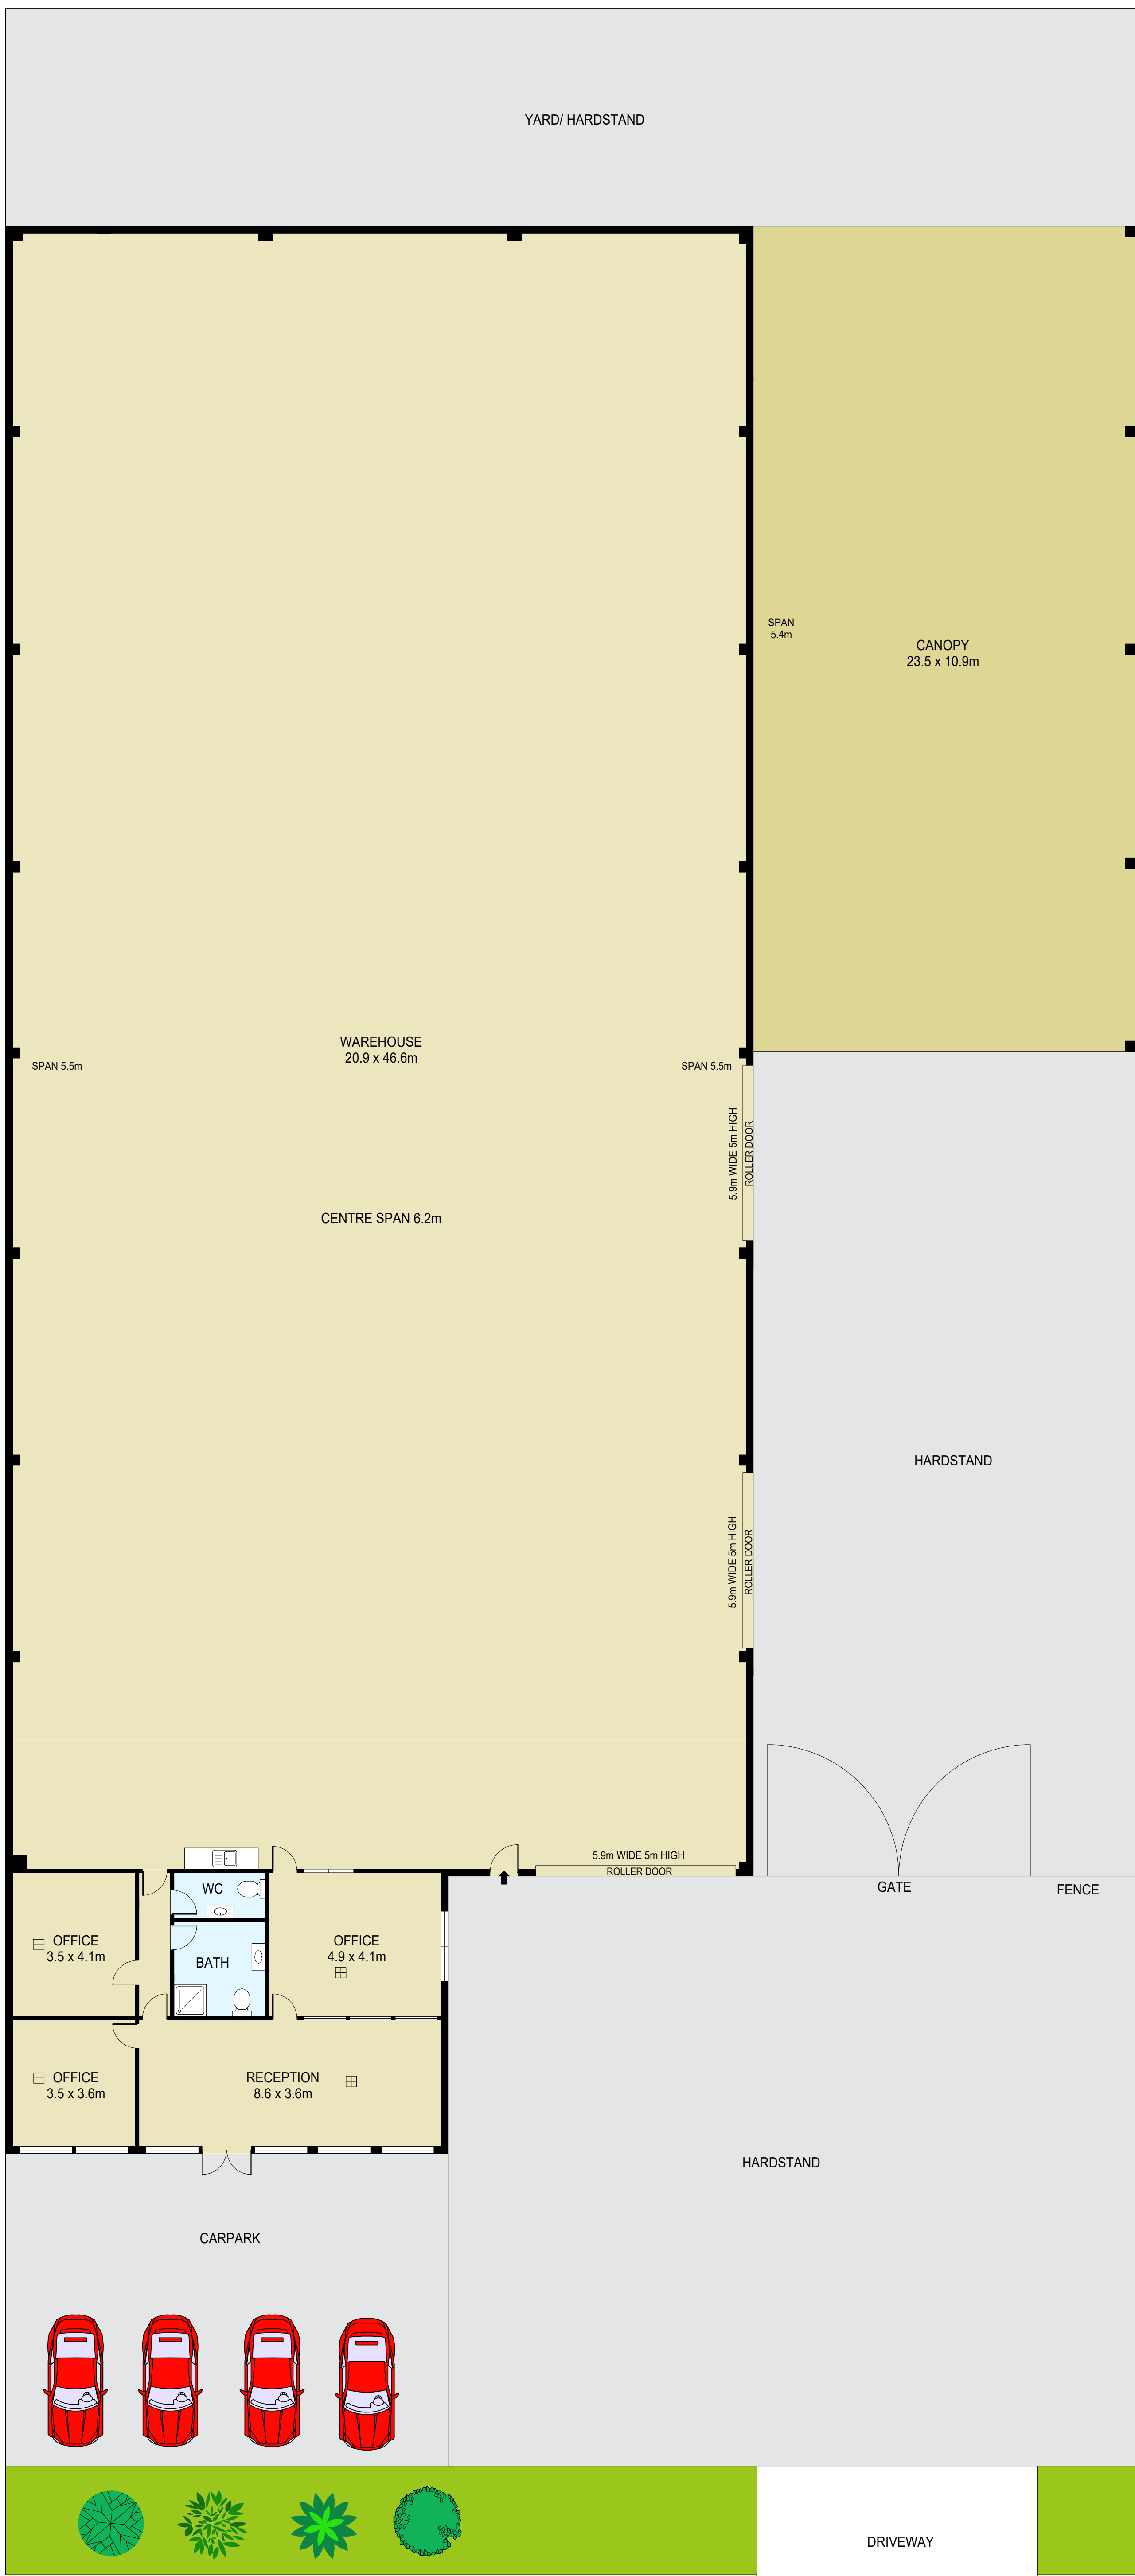 YARD/ HARDSTAND
SPAN
5.4m
CANOPY
23.5 x 10.9m
WAREHOUSE
20.9 x 46.6m
SPAN 5.5m
SPAN 5.5m
5.9m WIDE 5m HIGH
ROLLER DOOR
CENTRE SPAN 6.2m
HARDSTAND
5.9m WIDE 5m HIGH
ROLLER DOOR
5.9m WIDE 5m HIGH
ROLLER DOOR
GATE
FENCE
WC
OFFICE
3.5 x 4.1m
BATH
OFFICE
4.9 x 4.1m
OFFICE
3.5 x 3.6m
RECEPTION
8.6 x 3.6m
HARDSTAND
CARPARK
DRIVEWAY